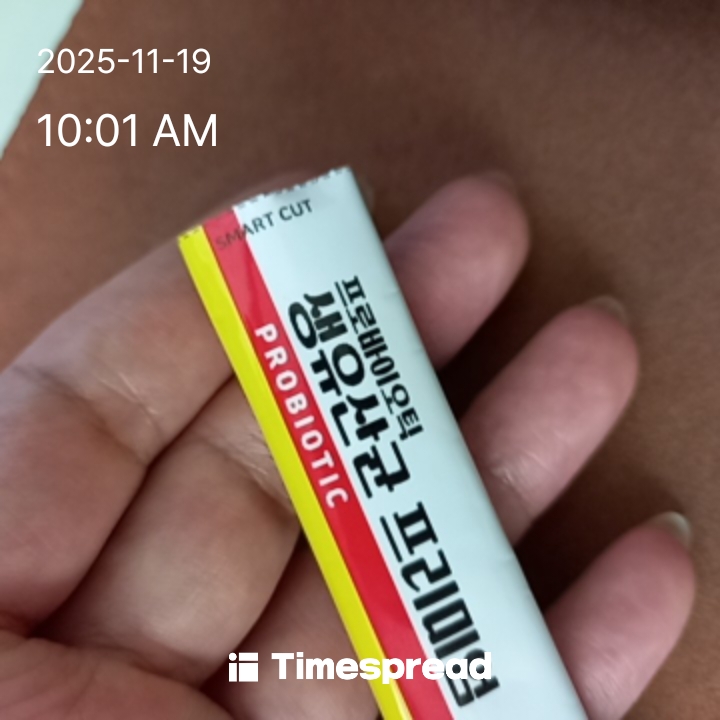 2025-11-19
10:01 AM
SMART CUT
프로바이오틱
생유산균 프리미엄
PROBIOTIC
Timespread